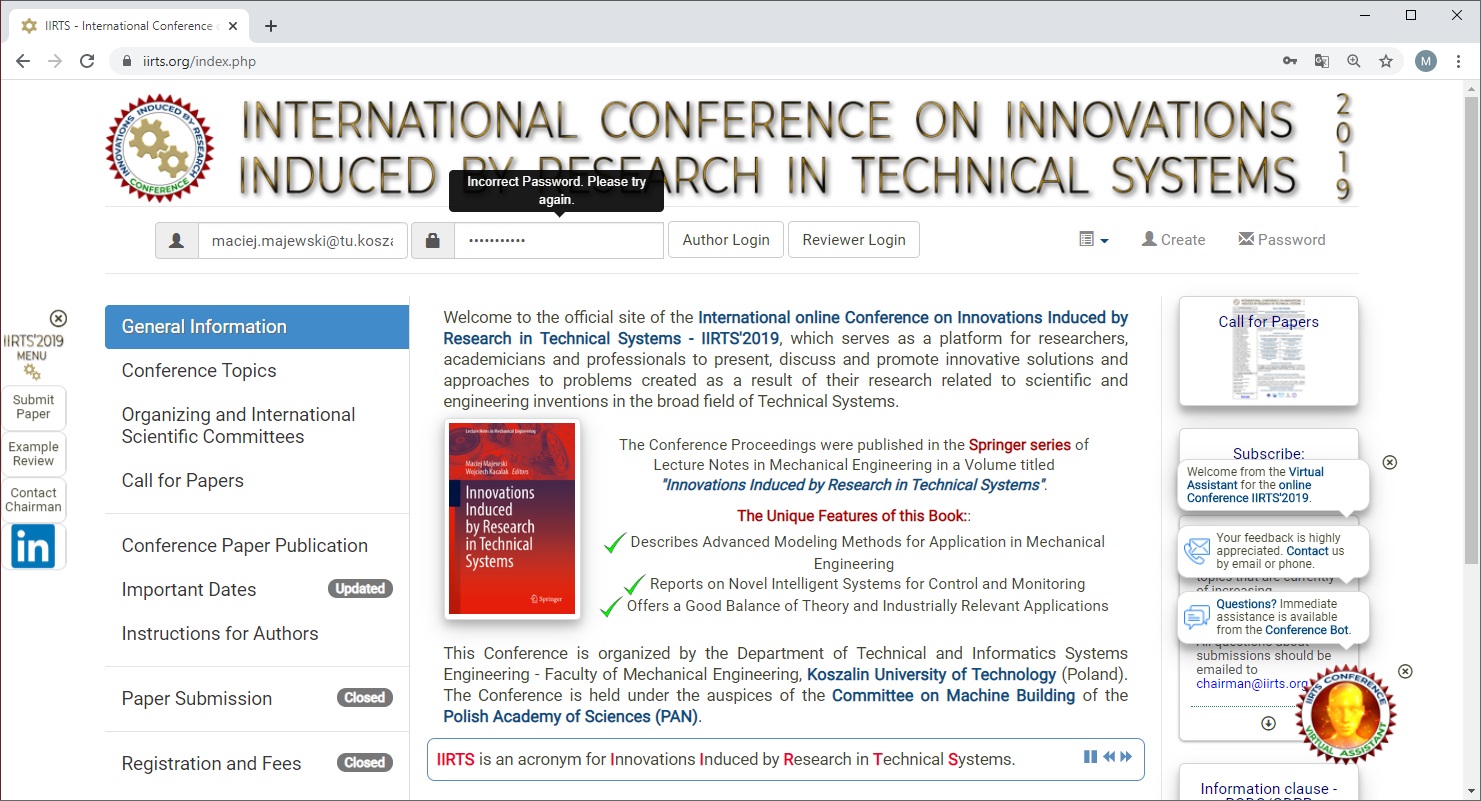 IIRTS - International Conference
iirts.org/index.php
M
INNOVATIONS INDUCED BY RESEARCH
CONFERENCE
INTERNATIONAL CONFERENCE ON INNOVATIONS
INDUCED BY RESEARCH IN TECHNICAL SYSTEMS
2019
Incorrect Password. Please try
again.
maciej.majewski@tu.kosza
•••••••••••
Author Login
Reviewer Login
Create
Password
IIRTS'2019
MENU
Submit
Paper
Example
Review
Contact
Chairman
in
General Information
Conference Topics
Organizing and International
Scientific Committees
Call for Papers
Conference Paper Publication
Important Dates Updated
Instructions for Authors
Paper Submission Closed
Registration and Fees Closed
Welcome to the official site of the International online Conference on Innovations Induced by
Research in Technical Systems - IIRTS'2019, which serves as a platform for researchers,
academicians and professionals to present, discuss and promote innovative solutions and
approaches to problems created as a result of their research related to scientific and
engineering inventions in the broad field of Technical Systems.
Lecture Notes in Mechanical Engineering
Maciej Majewski
Wojciech Kacalak Editors
Innovations
Induced
by Research
in Technical
Systems
Springer
The Conference Proceedings were published in the Springer series of
Lecture Notes in Mechanical Engineering in a Volume titled
"Innovations Induced by Research in Technical Systems".
The Unique Features of this Book::
Describes Advanced Modeling Methods for Application in Mechanical
Engineering
Reports on Novel Intelligent Systems for Control and Monitoring
Offers a Good Balance of Theory and Industrially Relevant Applications
This Conference is organized by the Department of Technical and Informatics Systems
Engineering - Faculty of Mechanical Engineering, Koszalin University of Technology (Poland).
The Conference is held under the auspices of the Committee on Machine Building of the
Polish Academy of Sciences (PAN).
IIRTS is an acronym for Innovations Induced by Research in Technical Systems.
Call for Papers
Subscribe:
Welcome from the Virtual
Assistant for the online
Conference IIRTS'2019.
Your feedback is highly
appreciated. Contact us
by email or phone.
topics that are currently
of increasing
Questions? Immediate
assistance is available
from the Conference Bot.
All questions about
submissions should be
emailed to
chairman@iirts.org
IIRTS CONFERENCE
VIRTUAL ASSISTANT
Information clause -